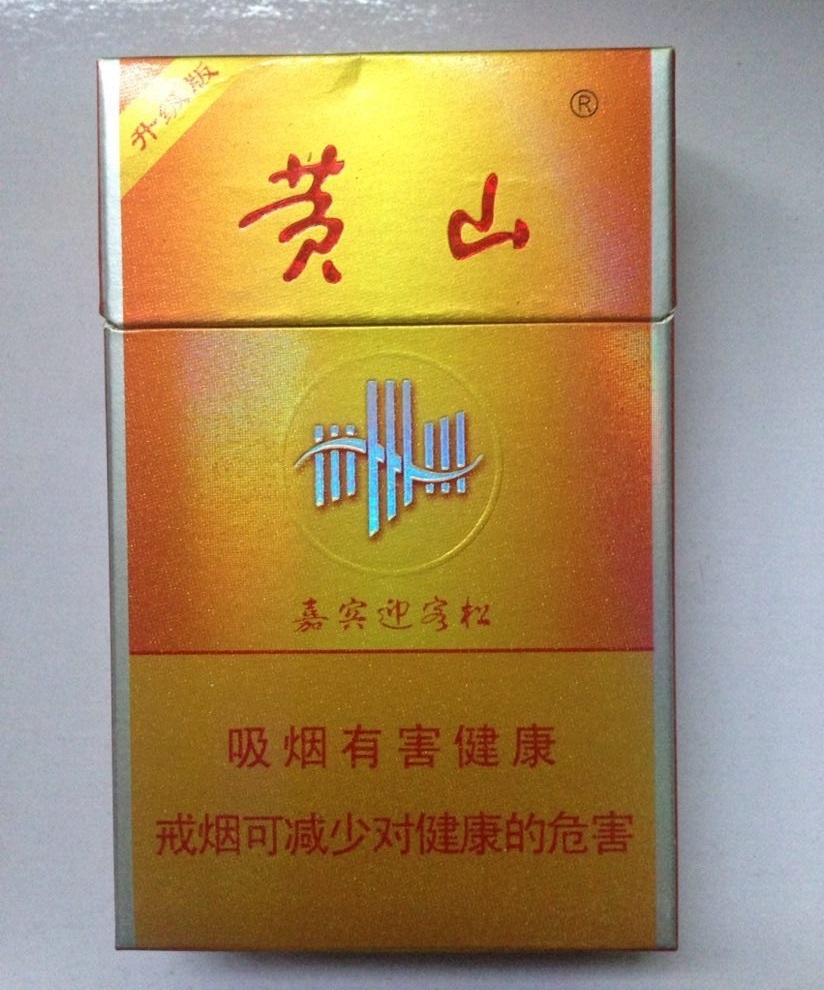 升级版
®
黄山
嘉宾迎客松
吸烟有害健康
戒烟可减少对健康的危害